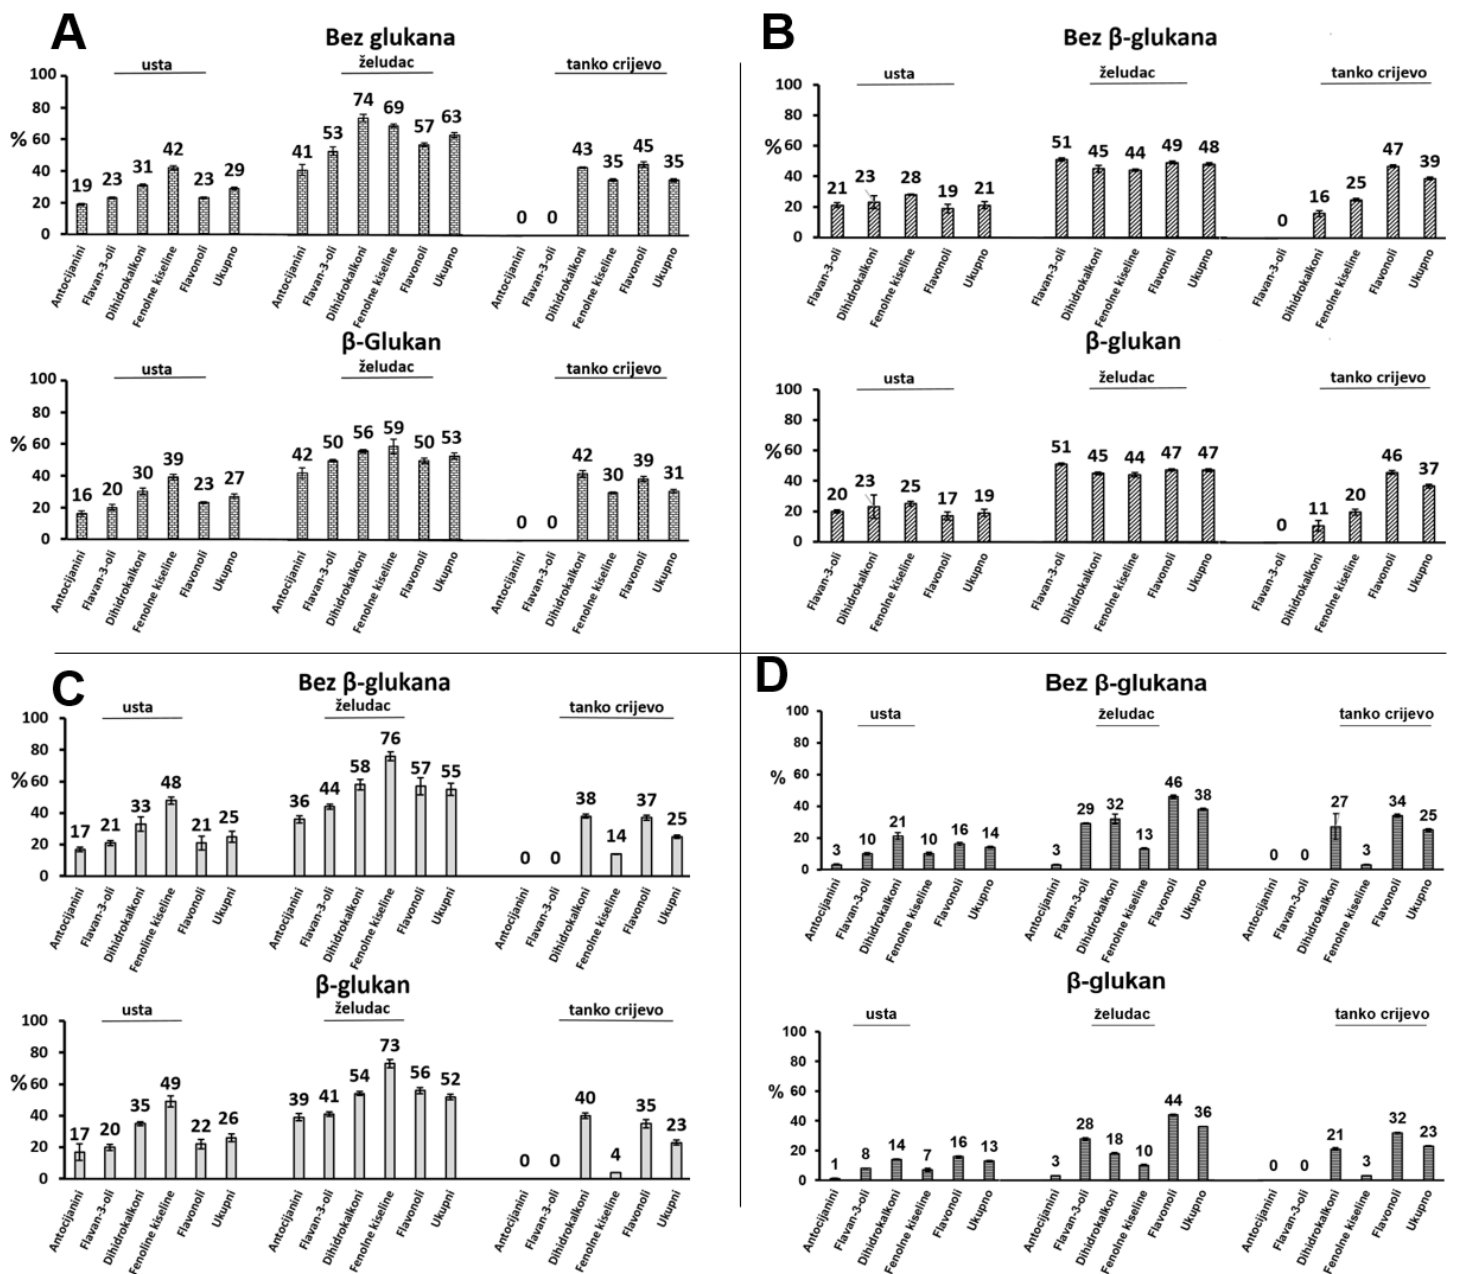 A
Bez glukana
usta želudac tanko crijevo
100
80
% 60
40
20
0
19 23 31 42 23 29
41 53 74 69 57 63
0 0 43 35 45 35
Antocijanini Flavan-3-oli Dihidrokalkoni Fenolne kiseline Flavonoli Ukupno
Antocijanini Flavan-3-oli Dihidrokalkoni Fenolne kiseline Flavonoli Ukupno
Antocijanini Flavan-3-oli Dihidrokalkoni Fenolne kiseline Flavonoli Ukupno
β-Glukan
usta želudac tanko crijevo
100
80
% 60
40
20
0
16 20 30 39 23 27
42 50 56 59 50 53
0 0 42 30 39 31
Antocijanini Flavan-3-oli Dihidrokalkoni Fenolne kiseline Flavonoli Ukupno
Antocijanini Flavan-3-oli Dihidrokalkoni Fenolne kiseline Flavonoli Ukupno
Antocijanini Flavan-3-oli Dihidrokalkoni Fenolne kiseline Flavonoli Ukupno
B
Bez β-glukana
usta želudac tanko crijevo
100
80
% 60
40
20
0
21 23 28 19 21
51 45 44 49 48
0 16 25 47 39
Flavan-3-oli Dihidrokalkoni Fenolne kiseline Flavonoli Ukupno
Flavan-3-oli Dihidrokalkoni Fenolne kiseline Flavonoli Ukupno
Flavan-3-oli Dihidrokalkoni Fenolne kiseline Flavonoli Ukupno
β-glukan
usta želudac tanko crijevo
100
80
% 60
40
20
0
20 23 25 17 19
51 45 44 47 47
0 11 20 46 37
Flavan-3-oli Dihidrokalkoni Fenolne kiseline Flavonoli Ukupno
Flavan-3-oli Dihidrokalkoni Fenolne kiseline Flavonoli Ukupno
Flavan-3-oli Dihidrokalkoni Fenolne kiseline Flavonoli Ukupno
C
Bez β-glukana
usta želudac tanko crijevo
100
80
% 60
40
20
0
17 21 33 48 21 25
36 44 58 76 57 55
0 0 38 14 37 25
Antocijanini Flavan-3-oli Dihidrokalkoni Fenoline kiseline Flavonoli Ukupni
Antocijanini Flavan-3-oli Dihidrokalkoni Fenolne kiseline Flavonoli Ukupni
Antocijanini Flavan-3-oli Dihidrokalkoni Fenolne kiseline Flavonoli Ukupni
β-glukan
usta želudac tanko crijevo
100
80
% 60
40
20
0
17 20 35 49 22 26
39 41 54 73 56 52
0 0 40 4 35 23
Antocijanini Flavan-3-oli Dihidrokalkoni Fenoline kiseline Flavonoli Ukupni
Antocijanini Flavan-3-oli Dihidrokalkoni Fenolne kiseline Flavonoli Ukupni
Antocijanini Flavan-3-oli Dihidrokalkoni Fenolne kiseline Flavonoli Ukupni
D
Bez β-glukana
usta želudac tanko crijevo
100
80
% 60
40
20
0
3 10 21 10 16 14
3 29 32 13 46 38
0 0 27 3 34 25
Antocijanini Flavan-3-oli Dihidrokalkoni Fenolne kiseline Flavonoli Ukupno
Antocijanini Flavan-3-oli Dihidrokalkoni Fenolne kiseline Flavonoli Ukupno
Antocijanini Flavan-3-oli Dihidrokalkoni Fenolne kiseline Flavonoli Ukupno
β-glukan
usta želudac tanko crijevo
100
80
% 60
40
20
0
1 8 14 7 16 13
3 28 18 10 44 36
0 0 21 3 32 23
Antocijanini Flavan-3-oli Dihidrokalkoni Fenolne kiseline Flavonoli Ukupno
Antocijanini Flavan-3-oli Dihidrokalkoni Fenolne kiseline Flavonoli Ukupno
Antocijanini Flavan-3-oli Dihidrokalkoni Fenolne kiseline Flavonoli Ukupno